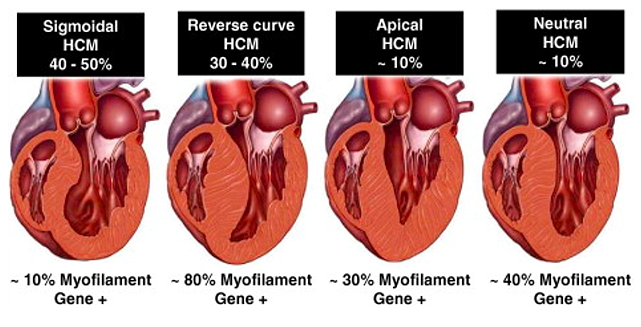 Sigmoidal
HCM
40 - 50%
Reverse curve
HCM
30 - 40%
Apical
HCM
~ 10%
Neutral
HCM
~ 10%
~ 10% Myofilament
Gene +
~ 80% Myofilament
Gene +
~ 30% Myofilament
Gene +
~ 40% Myofilament
Gene +